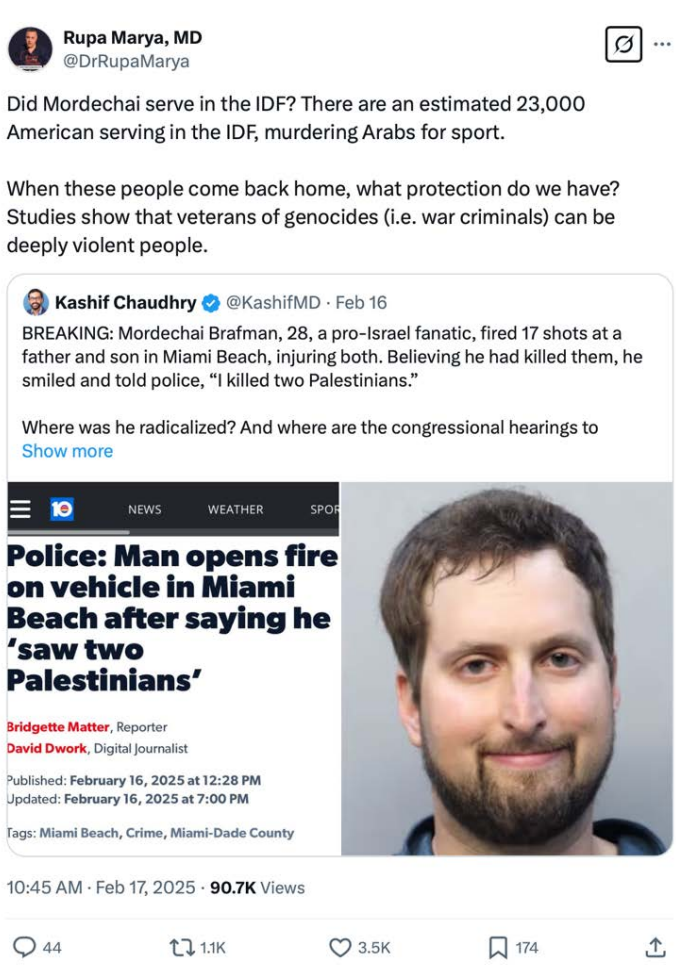 Rupa Marya, MD
@DrRupaMarya
Did Mordechai serve in the IDF? There are an estimated 23,000
American serving in the IDF, murdering Arabs for sport.
When these people come back home, what protection do we have?
Studies show that veterans of genocides (i.e. war criminals) can be
deeply violent people.
Kashif Chaudhry @KashifMD · Feb 16
BREAKING: Mordechai Brafman, 28, a pro-Israel fanatic, fired 17 shots at a
father and son in Miami Beach, injuring both. Believing he had killed them, he
smiled and told police, “I killed two Palestinians.”
Where was he radicalized? And where are the congressional hearings to
Show more
10 NEWS WEATHER SPOR
Police: Man opens fire
on vehicle in Miami
Beach after saying he
‘saw two
Palestinians’
Bridgette Matter, Reporter
David Dwork, Digital Journalist
Published: February 16, 2025 at 12:28 PM
Updated: February 16, 2025 at 7:00 PM
Tags: Miami Beach, Crime, Miami-Dade County
10:45 AM · Feb 17, 2025 · 90.7K Views
44 1.1K 3.5K 174